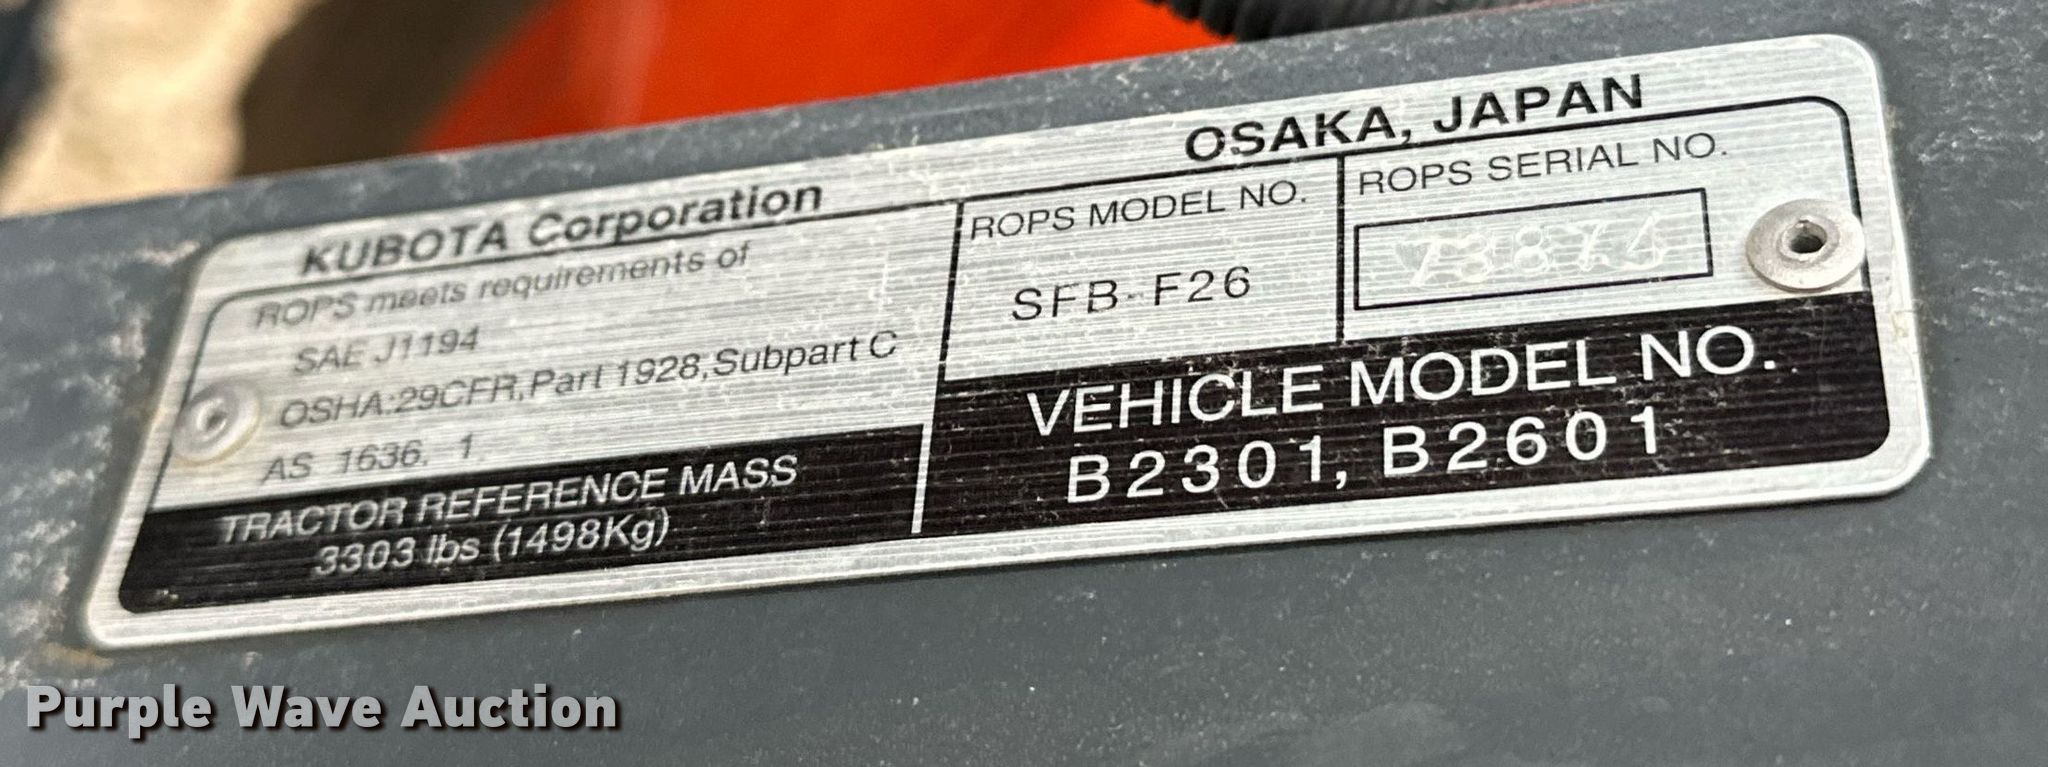 KUBOTA Corporation OSAKA, JAPAN
ROPS meets requirements of
SAE J1194
OSHA:29CFR,Part 1928,Subpart C
AS 1636. 1
TRACTOR REFERENCE MASS
3303 lbs (1498Kg)
ROPS MODEL NO.
SFB-F26
ROPS SERIAL NO.
VEHICLE MODEL NO.
B2301, B2601
Purple Wave Auction